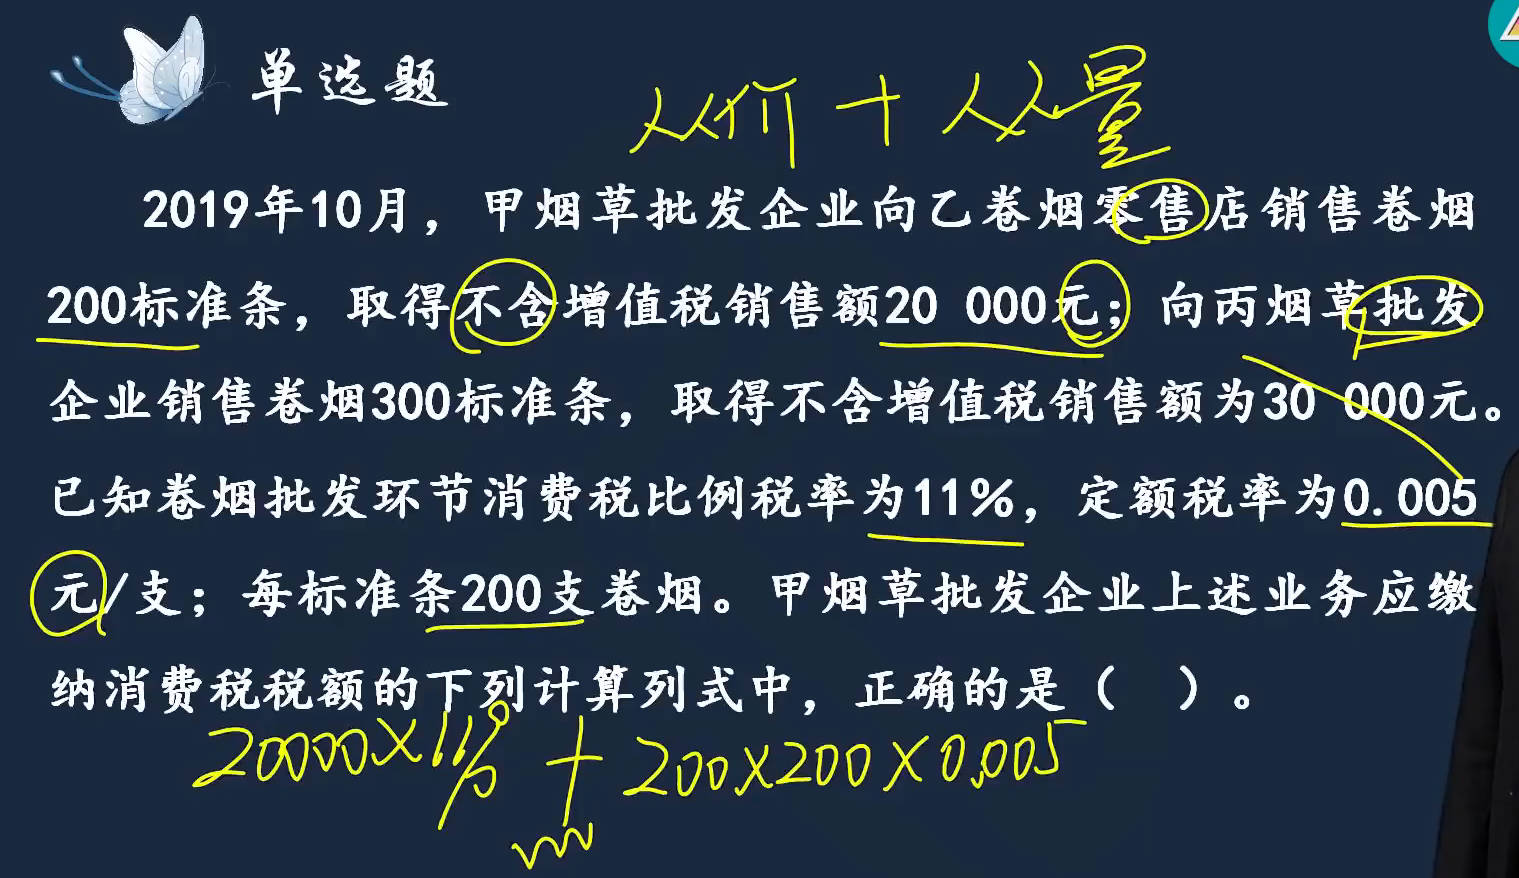 单选题
从价+从量
2019年10月，甲烟草批发企业向乙卷烟零售店销售卷烟
200标准条，取得不含增值税销售额20 000元；向丙烟草批发
企业销售卷烟300标准条，取得不含增值税销售额为30 000元。
已知卷烟批发环节消费税比例税率为11%，定额税率为0.005
元/支；每标准条200支卷烟。甲烟草批发企业上述业务应缴
纳消费税税额的下列计算列式中，正确的是（ ）。
20000×11%+200×200×0.005